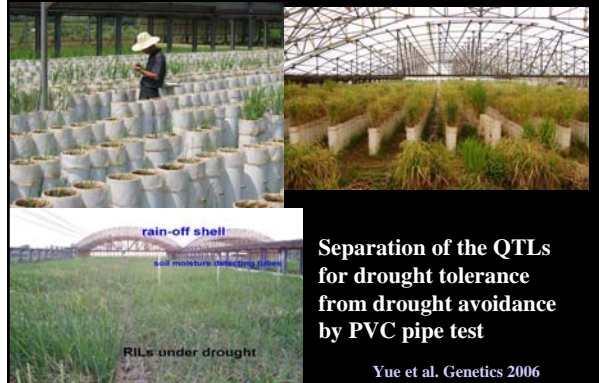 rain-off shell
soil moisture detecting tubes
RILs under drought
Separation of the QTLs
for drought tolerance
from drought avoidance
by PVC pipe test
Yue et al. Genetics 2006